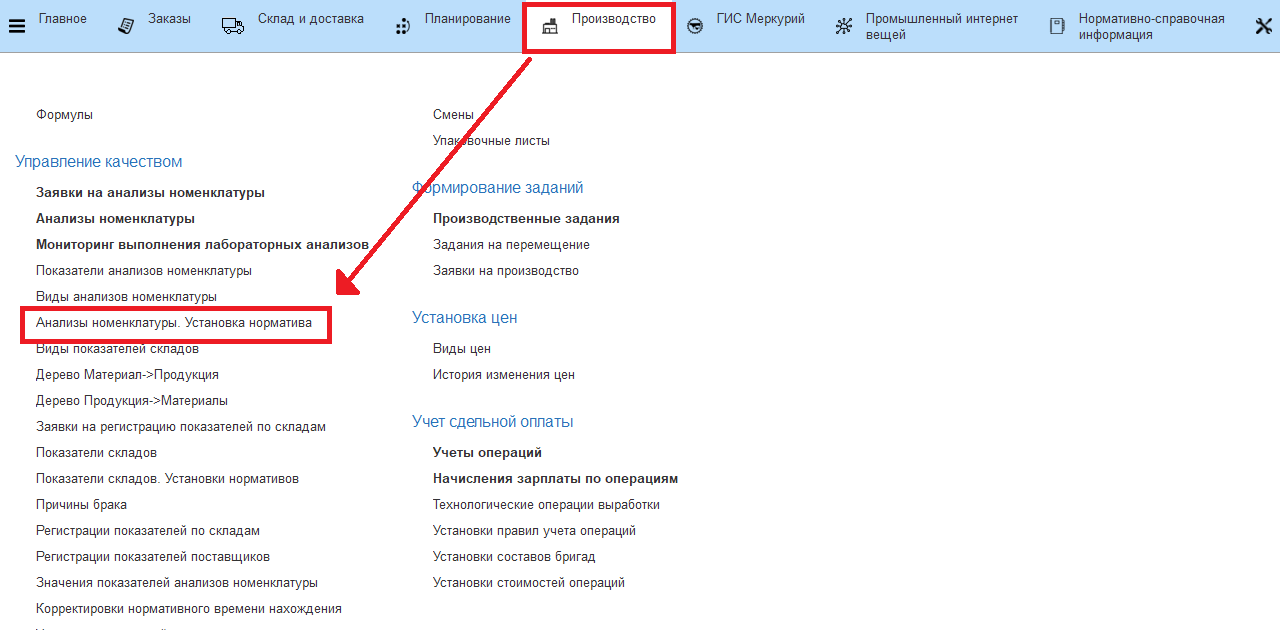 Главное
Заказы
Склад и доставка
Планирование
Производство
ГИС Меркурий
Промышленный интернет
вещей
Нормативно-справочная
информация
Формулы
Управление качеством
Заявки на анализы номенклатуры
Анализы номенклатуры
Мониторинг выполнения лабораторных анализов
Показатели анализов номенклатуры
Виды анализов номенклатуры
Анализы номенклатуры. Установка норматива
Виды показателей складов
Дерево Материал->Продукция
Дерево Продукция->Материалы
Заявки на регистрацию показателей по складам
Показатели складов
Показатели складов. Установки нормативов
Причины брака
Регистрации показателей по складам
Регистрации показателей поставщиков
Значения показателей анализов номенклатуры
Корректировки нормативного времени нахождения
Смены
Упаковочные листы
Формирование заданий
Производственные задания
Задания на перемещение
Заявки на производство
Установка цен
Виды цен
История изменения цен
Учет сдельной оплаты
Учеты операций
Начисления зарплаты по операциям
Технологические операции выработки
Установки правил учета операций
Установки составов бригад
Установки стоимостей операций